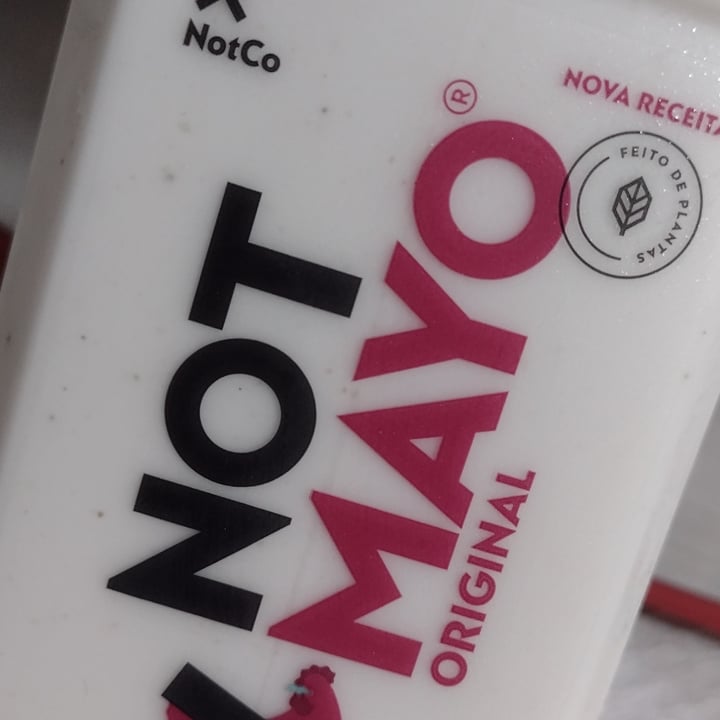 NotCo
NOVA RECEITA
FEITO DE PLANTAS
NOT
MAYO®
ORIGINAL